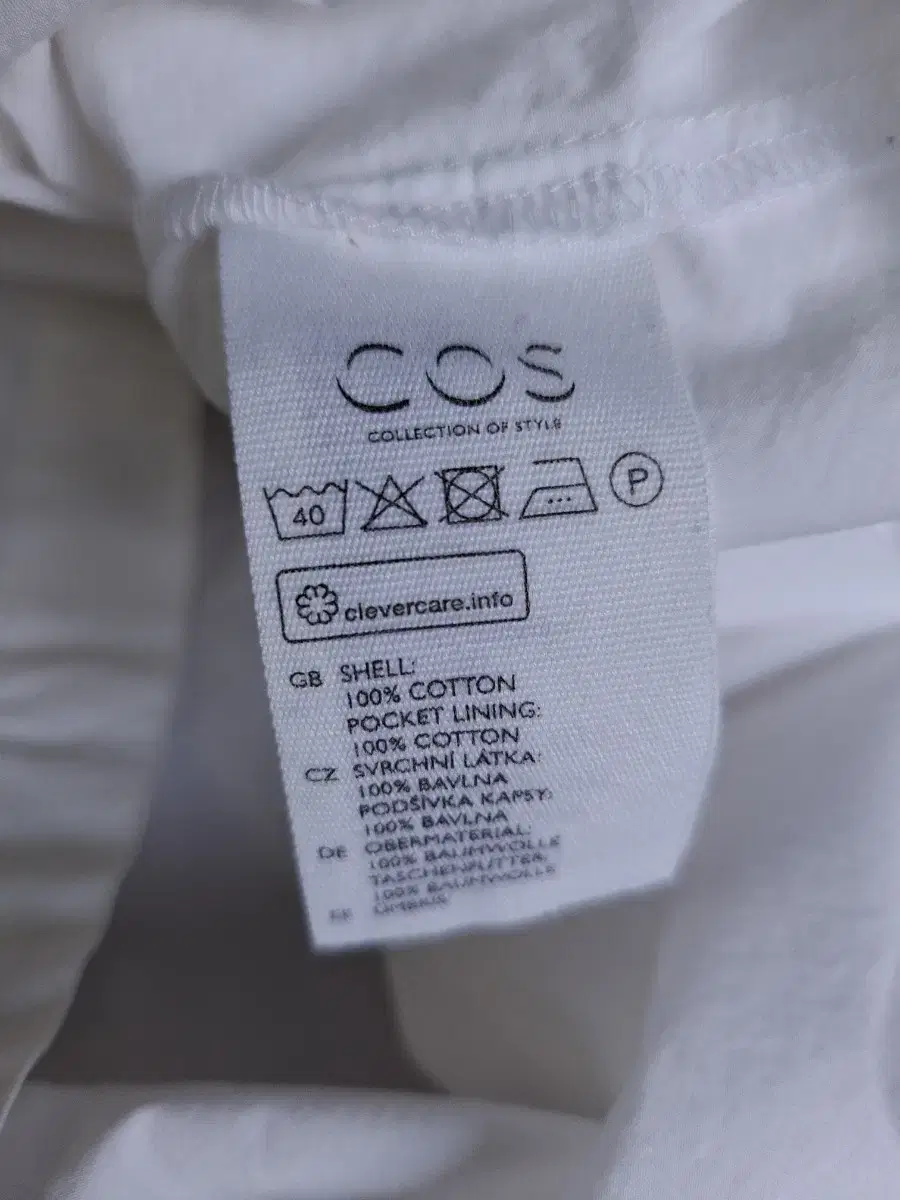 COS
COLLECTION OF STYLE
40
P
clevercare.info
GB SHELL:
100% COTTON
POCKET LINING:
100% COTTON
CZ SVRCHNÍ LÁTKA:
100% BAVLNA
PODŠÍVKA KAPSY:
100% BAVLNA
DE OBERMATERIAL:
100% BAUMWOLLE
TASCHENFUTTER:
100% BAUMWOLLE